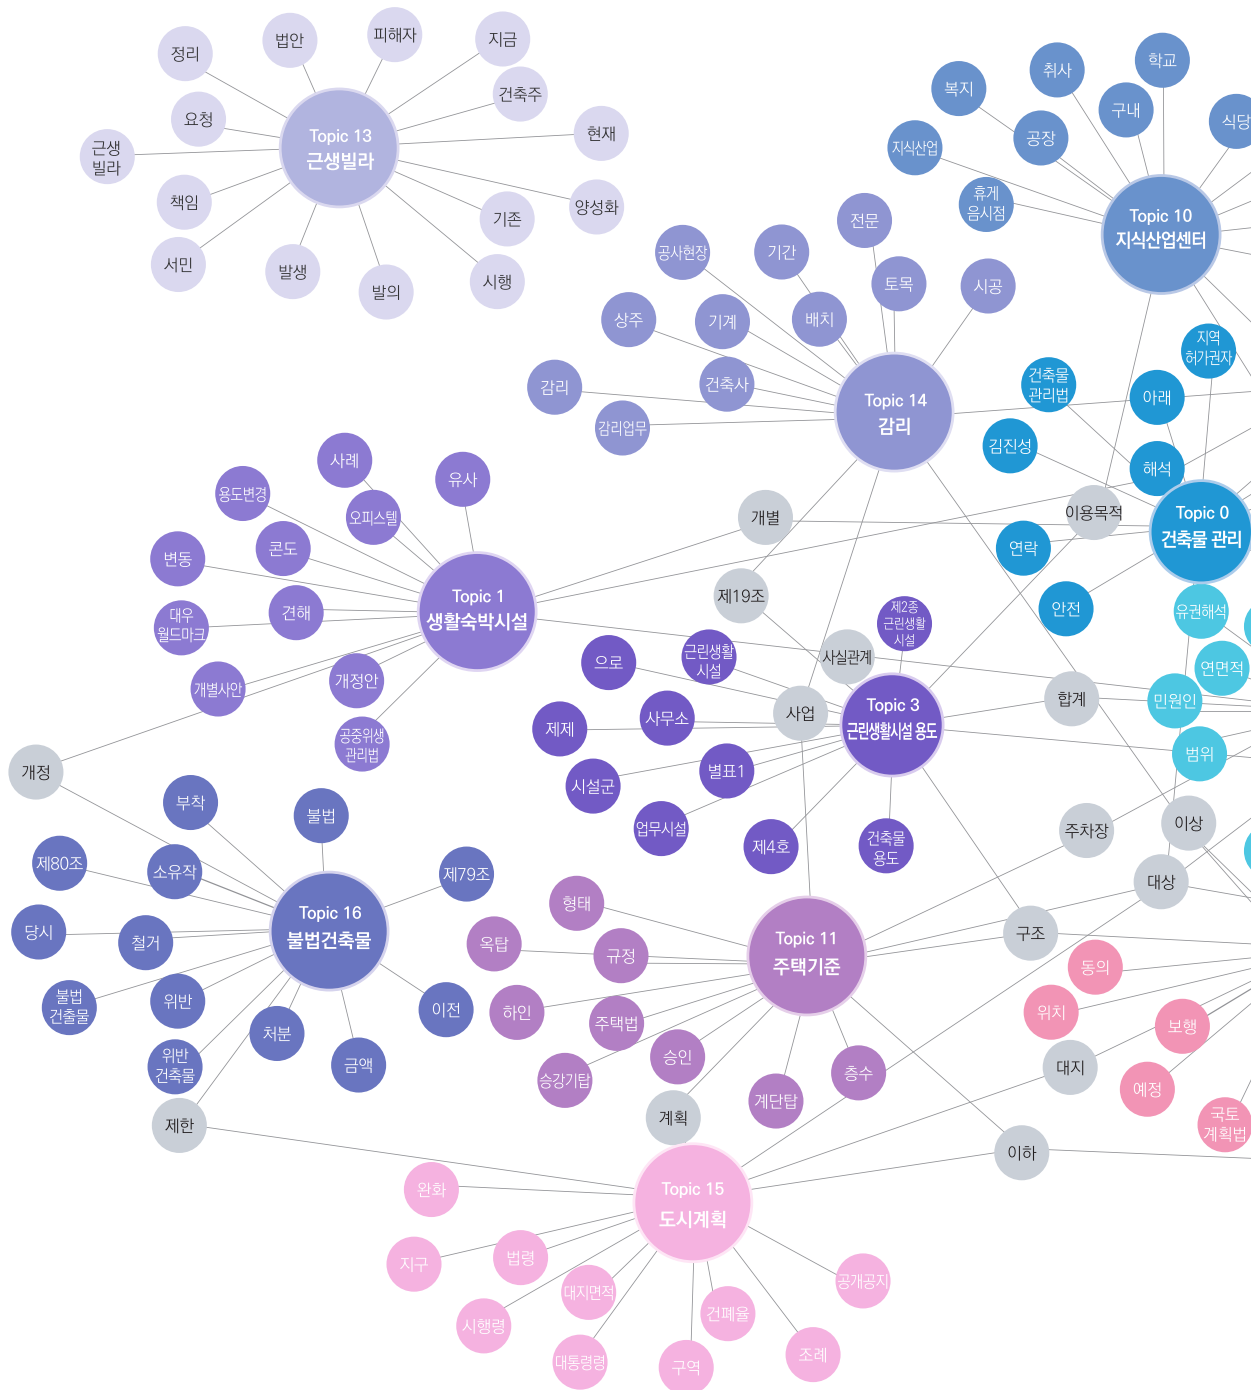 정리
법안
피해자
지금
건축주
요청
Topic 13
근생빌라
현재
근생
빌라
책임
서민
발생
발의
기존
시행
양성화
복지
취사
학교
구내
식당
지식산업
공장
휴게
음시점
Topic 10
지식산업센터
공사현장
기간
전문
토목
시공
상주
기계
배치
감리
건축사
감리업무
Topic 14
감리
지역
허가권자
건축물
관리법
아래
김진성
해석
이용목적
연락
안전
Topic 0
건축물 관리
사례
유사
용도변경
오피스텔
변동
콘도
대우
월드마크
견해
Topic 1
생활숙박시설
개별사안
개정안
공중위생
관리법
개별
제19조
사실관계
제2종
근린생활
시설
으로
근린생활
시설
제제
사무소
사업
Topic 3
근린생활시설 용도
시설군
별표1
업무시설
제4호
건축물
용도
유권해석
연면적
민원인
합계
범위
개정
부착
불법
제80조
소유작
제79조
당시
철거
Topic 16
불법건축물
불법
건출물
위반
처분
이전
위반
건축물
금액
제한
주차장
이상
대상
구조
형태
옥탑
규정
Topic 11
주택기준
하인
주택법
승인
승강기탑
계단탑
층수
계획
동의
위치
보행
대지
예정
국토
계획법
이하
Topic 15
도시계획
완화
지구
법령
시행령
대지면적
대통령령
구역
건폐율
조례
공개공지